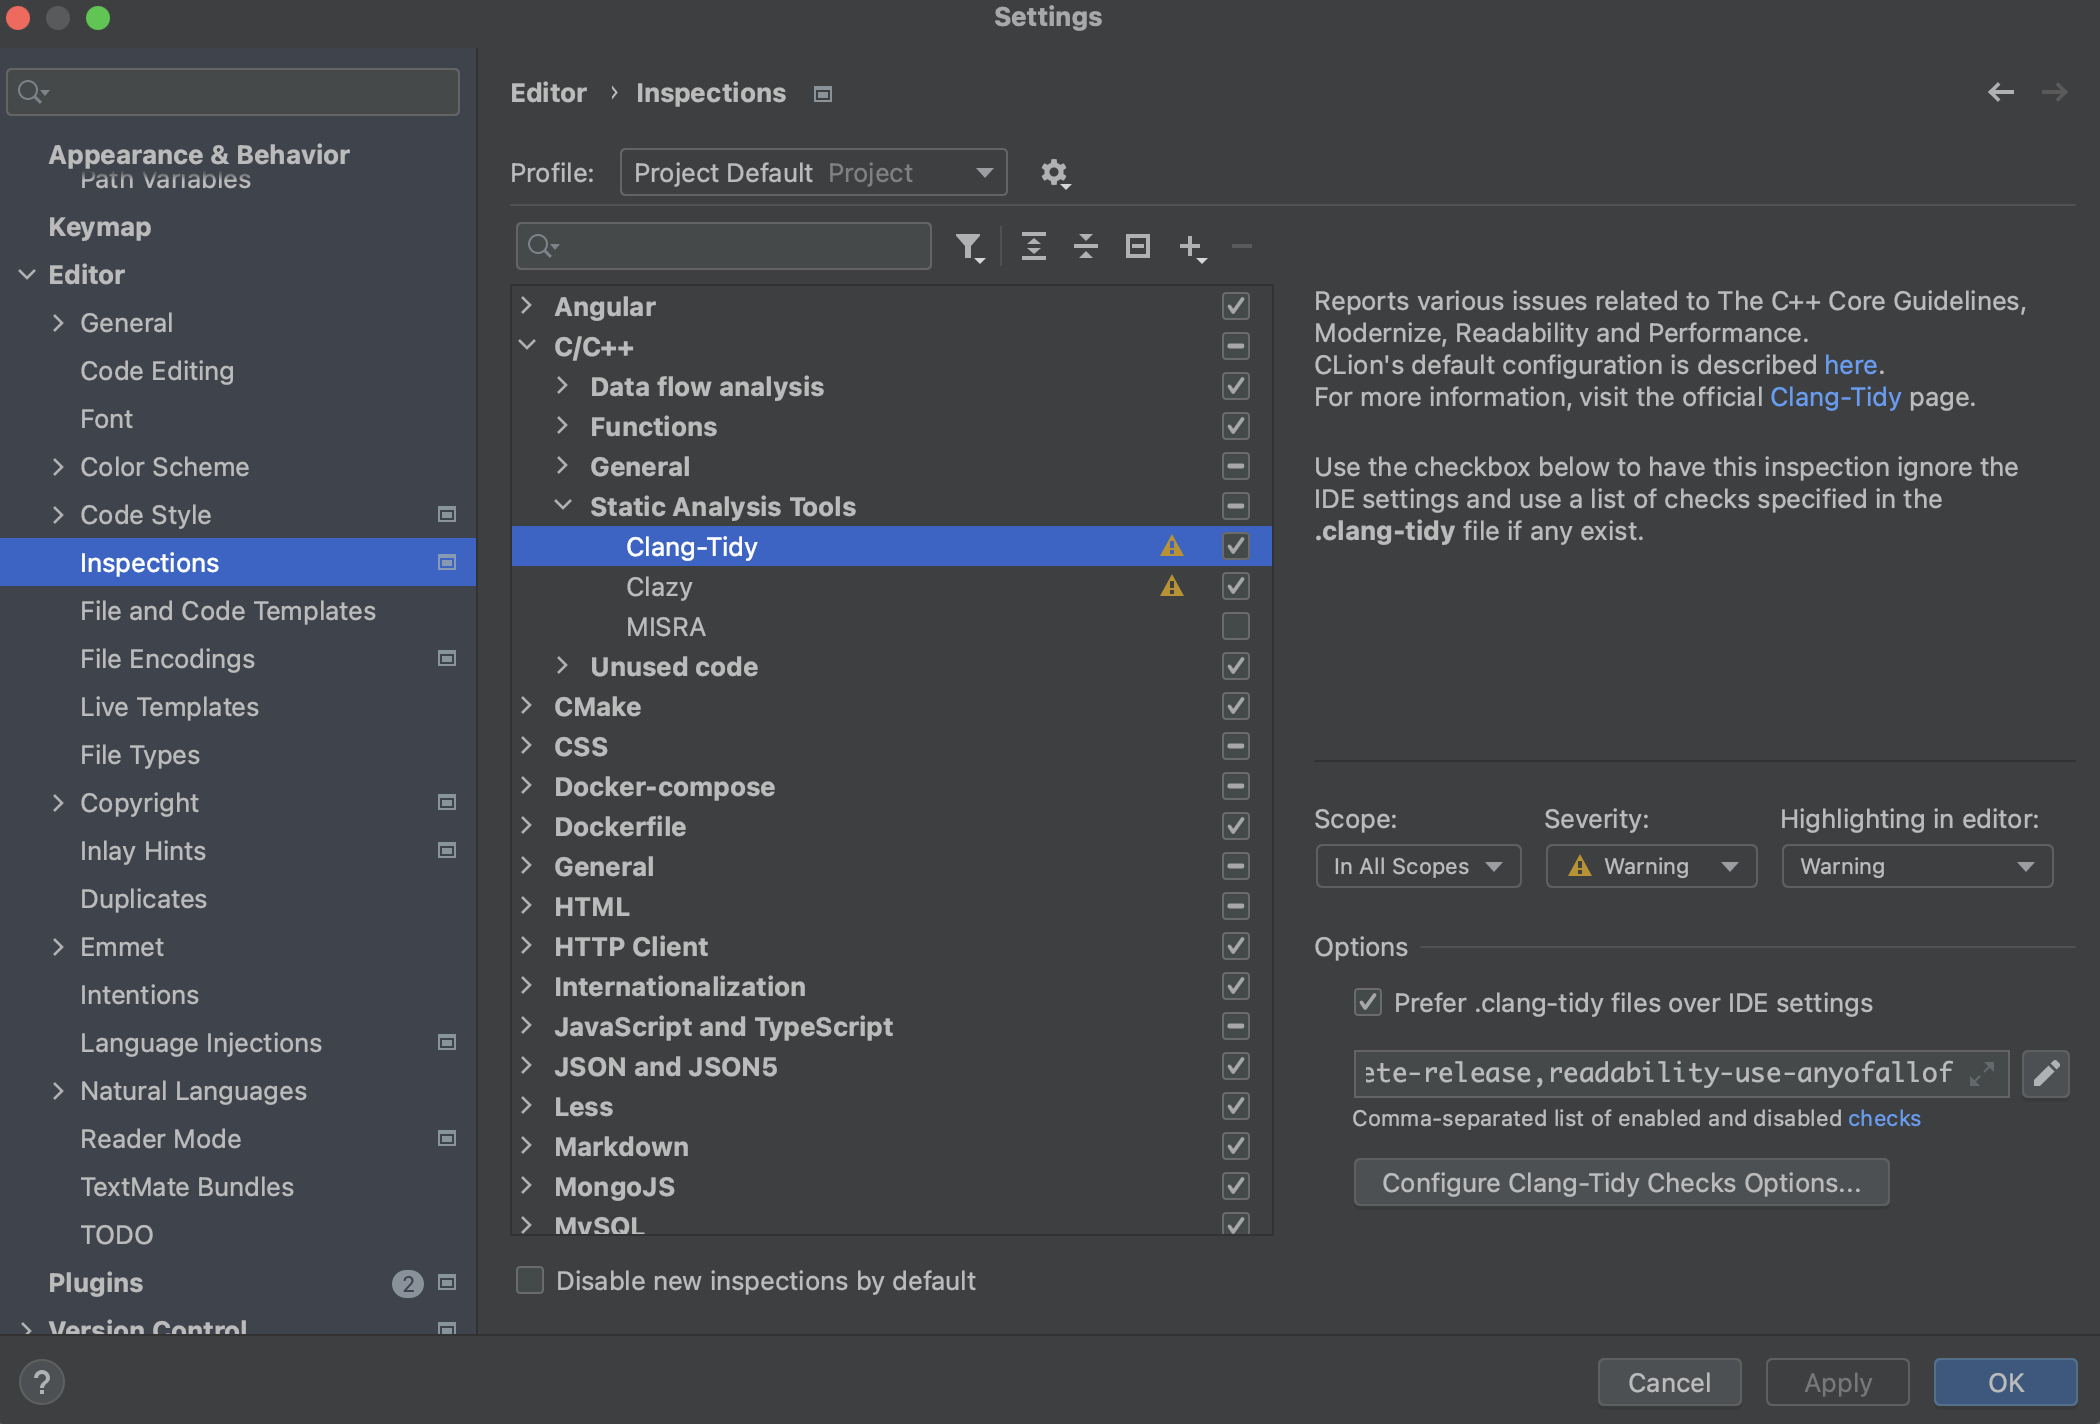 Settings
Appearance & Behavior
Path Variables
Keymap
Editor
General
Code Editing
Font
Color Scheme
Code Style
Inspections
File and Code Templates
File Encodings
Live Templates
File Types
Copyright
Inlay Hints
Duplicates
Emmet
Intentions
Language Injections
Natural Languages
Reader Mode
TextMate Bundles
TODO
Plugins 2
Version Control
Editor › Inspections
Profile: Project Default Project
Angular
C/C++
Data flow analysis
Functions
General
Static Analysis Tools
Clang-Tidy
Clazy
MISRA
Unused code
CMake
CSS
Docker-compose
Dockerfile
General
HTML
HTTP Client
Internationalization
JavaScript and TypeScript
JSON and JSON5
Less
Markdown
MongoJS
MySQL
Disable new inspections by default
Reports various issues related to The C++ Core Guidelines,
Modernize, Readability and Performance.
CLion's default configuration is described here.
For more information, visit the official Clang-Tidy page.
Use the checkbox below to have this inspection ignore the
IDE settings and use a list of checks specified in the
.clang-tidy file if any exist.
Scope: Severity: Highlighting in editor:
In All Scopes Warning Warning
Options
Prefer .clang-tidy files over IDE settings
ete-release,readability-use-anyofallof
Comma-separated list of enabled and disabled checks
Configure Clang-Tidy Checks Options...
? Cancel Apply OK